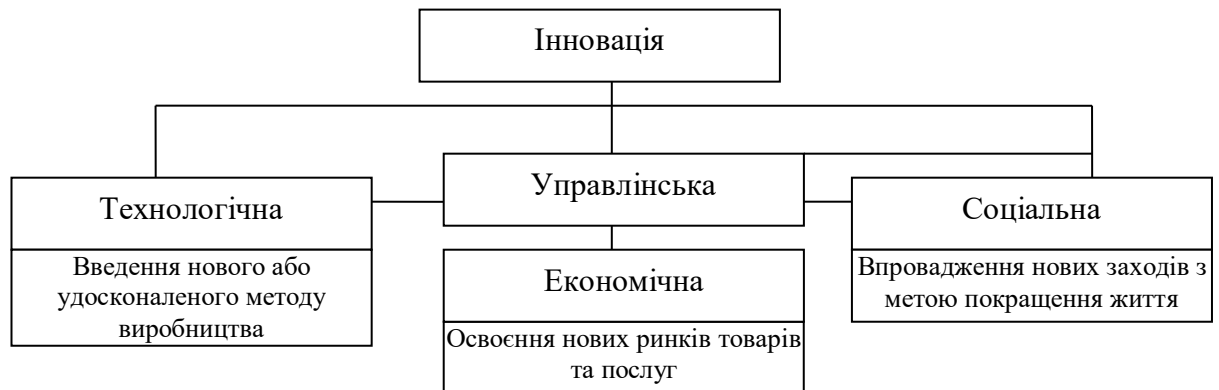 Інновація
Управлінська
Технологічна
Соціальна
Введення нового або
удосконаленого методу
виробництва
Економічна
Освоєння нових ринків товарів
та послуг
Впровадження нових заходів з
метою покращення життя